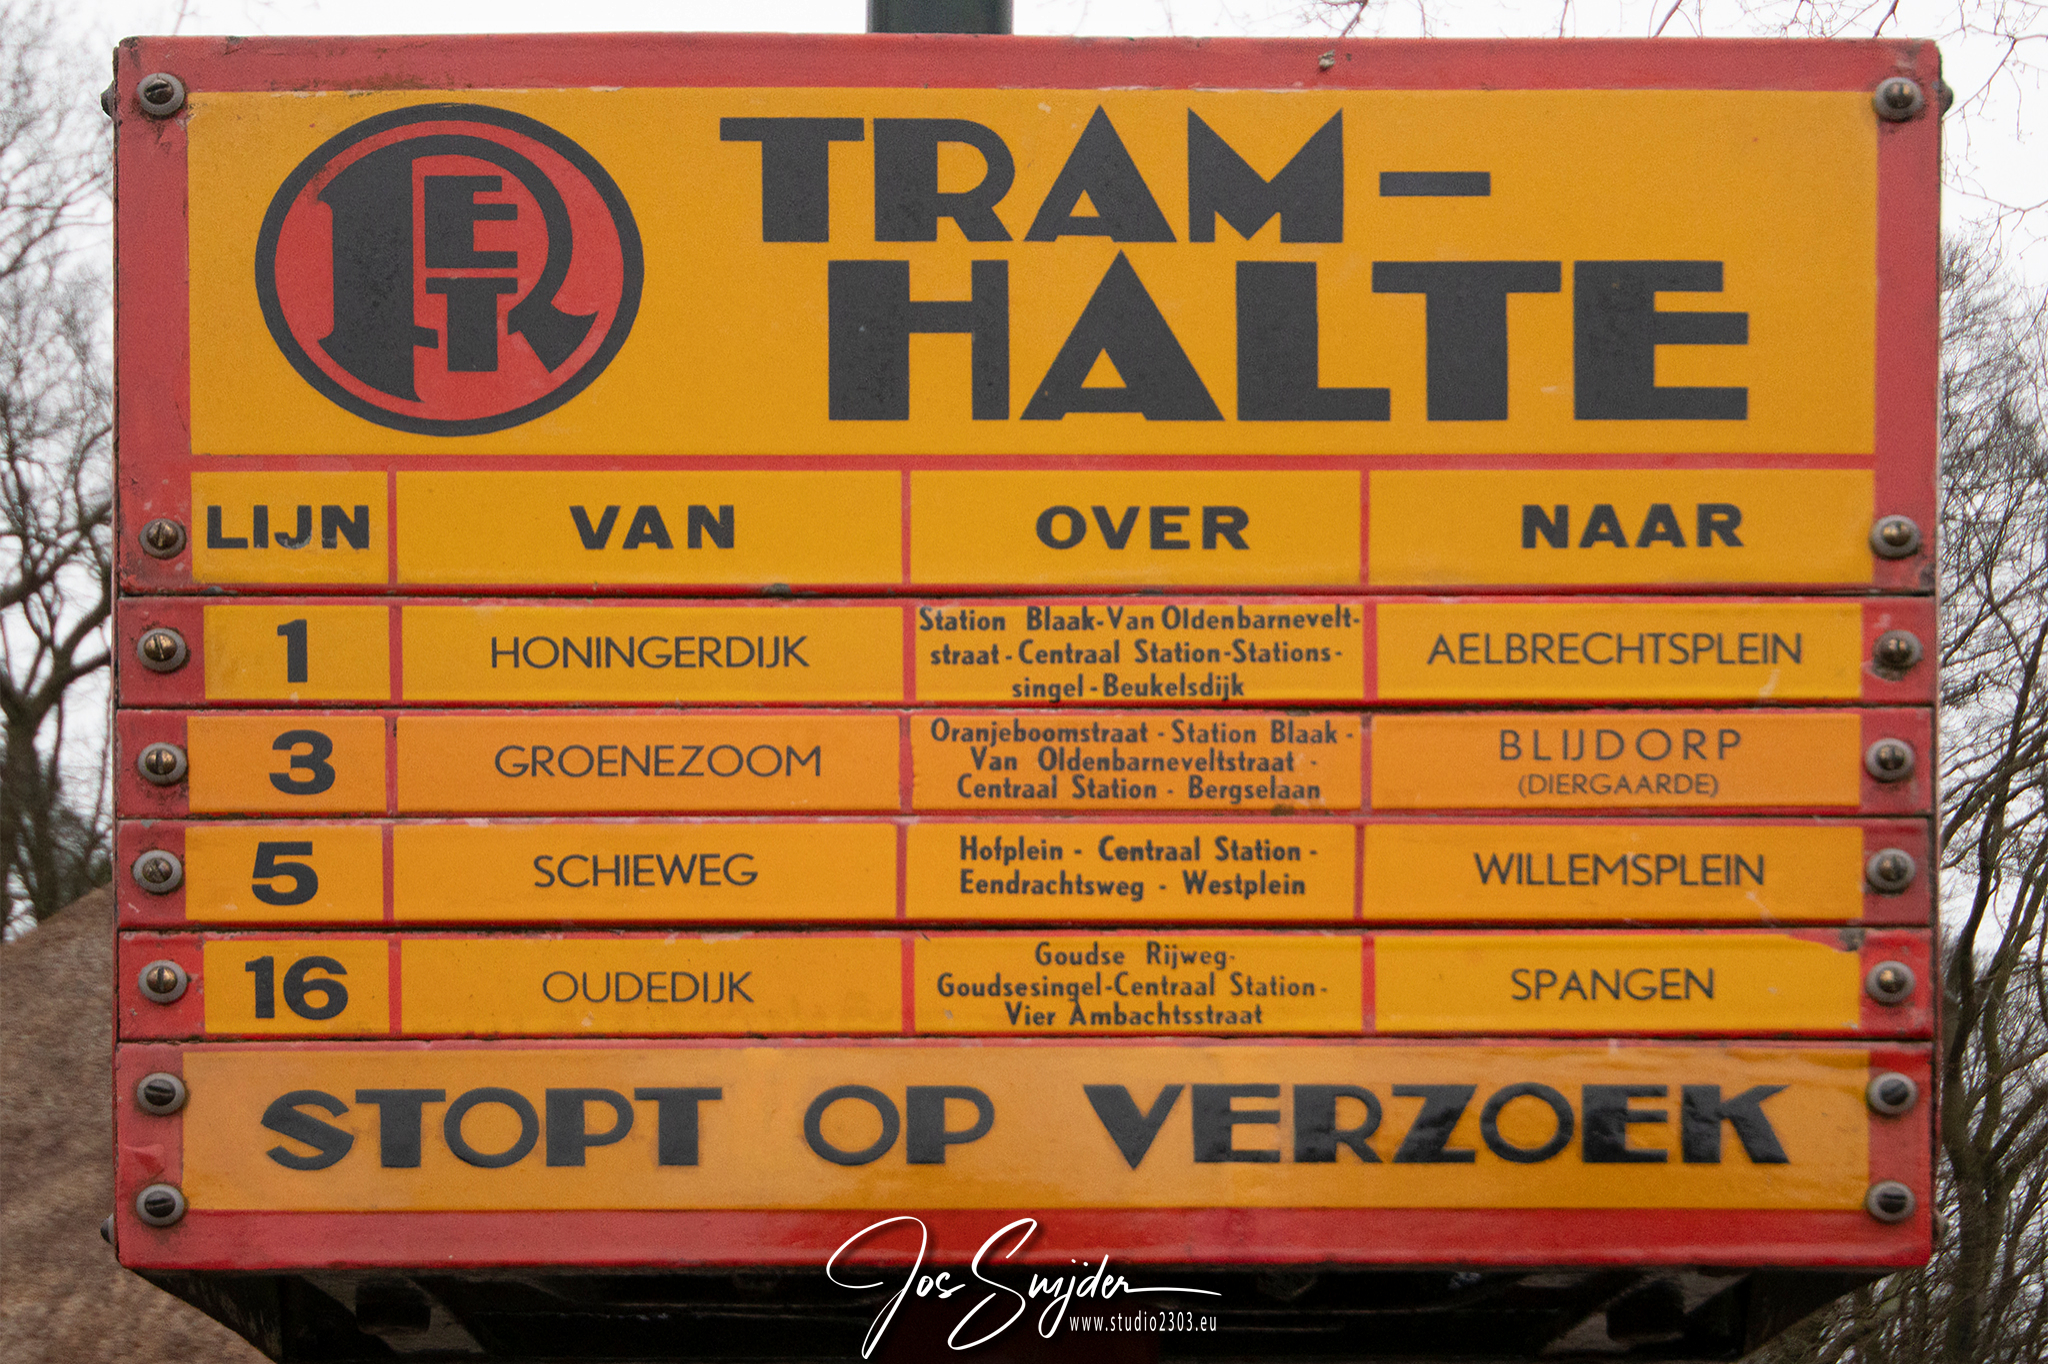 RET
TRAM-
HALTE
LIJN VAN OVER NAAR
1 HONINGERDIJK Station Blaak-Van Oldenbarnevelt-
straat-Centraal Station-Stations-
singel-Beukelsdijk AELBRECHTSPLEIN
3 GROENEZOOM Oranjeboomstraat - Station Blaak -
Van Oldenbarneveltstraat -
Centraal Station - Bergselaan BLIJDORP
(DIERGAARDE)
5 SCHIEWEG Hofplein - Centraal Station -
Eendrachtsweg - Westplein WILLEMSPLEIN
16 OUDEDIJK Goudse Rijweg-
Goudsesingel-Centraal Station-
Vier Ambachtsstraat SPANGEN
STOPT OP VERZOEK
Jos Suijder
www.studio2303.eu